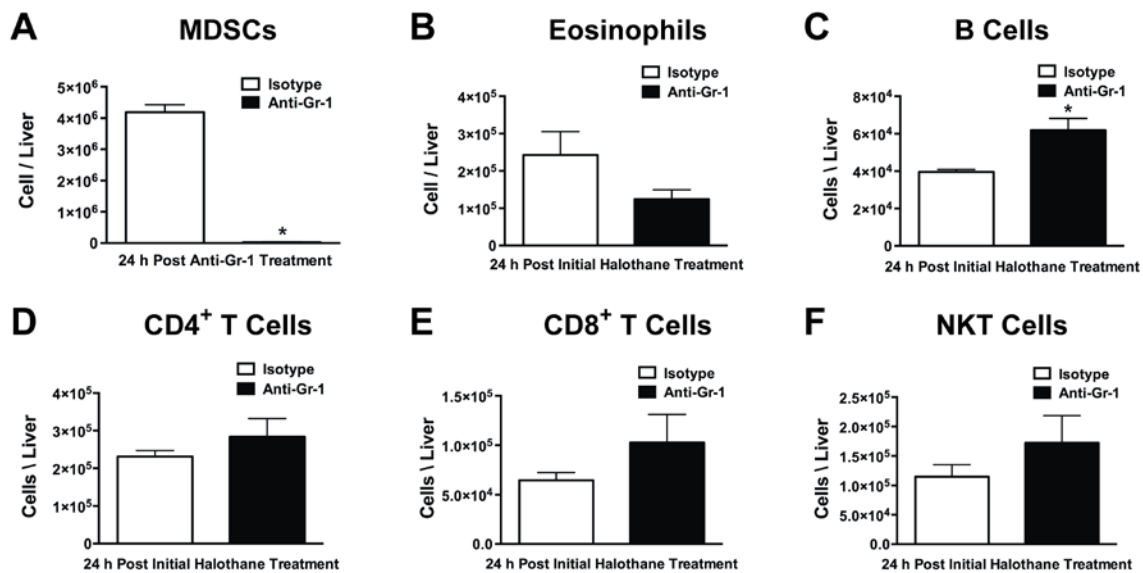 A MDSCs
Isotype
Anti-Gr-1
5×10⁶
4×10⁶
3×10⁶
2×10⁶
1×10⁶
0
Cell / Liver
*
24 h Post Anti-Gr-1 Treatment
B Eosinophils
Isotype
Anti-Gr-1
4×10⁵
3×10⁵
2×10⁵
1×10⁵
0
Cell / Liver
24 h Post Initial Halothane Treatment
C B Cells
Isotype
Anti-Gr-1
8×10⁴
6×10⁴
4×10⁴
2×10⁴
0
Cells \ Liver
*
24 h Post Initial Halothane Treatment
D CD4⁺ T Cells
Isotype
Anti-Gr-1
4×10⁵
3×10⁵
2×10⁵
1×10⁵
0
Cells \ Liver
24 h Post Initial Halothane Treatment
E CD8⁺ T Cells
Isotype
Anti-Gr-1
1.5×10⁵
1.0×10⁵
5.0×10⁴
0.0
Cells \ Liver
24 h Post Initial Halothane Treatment
F NKT Cells
Isotype
Anti-Gr-1
2.5×10⁵
2.0×10⁵
1.5×10⁵
1.0×10⁵
5.0×10⁴
0.0
Cells \ Liver
24 h Post Initial Halothane Treatment